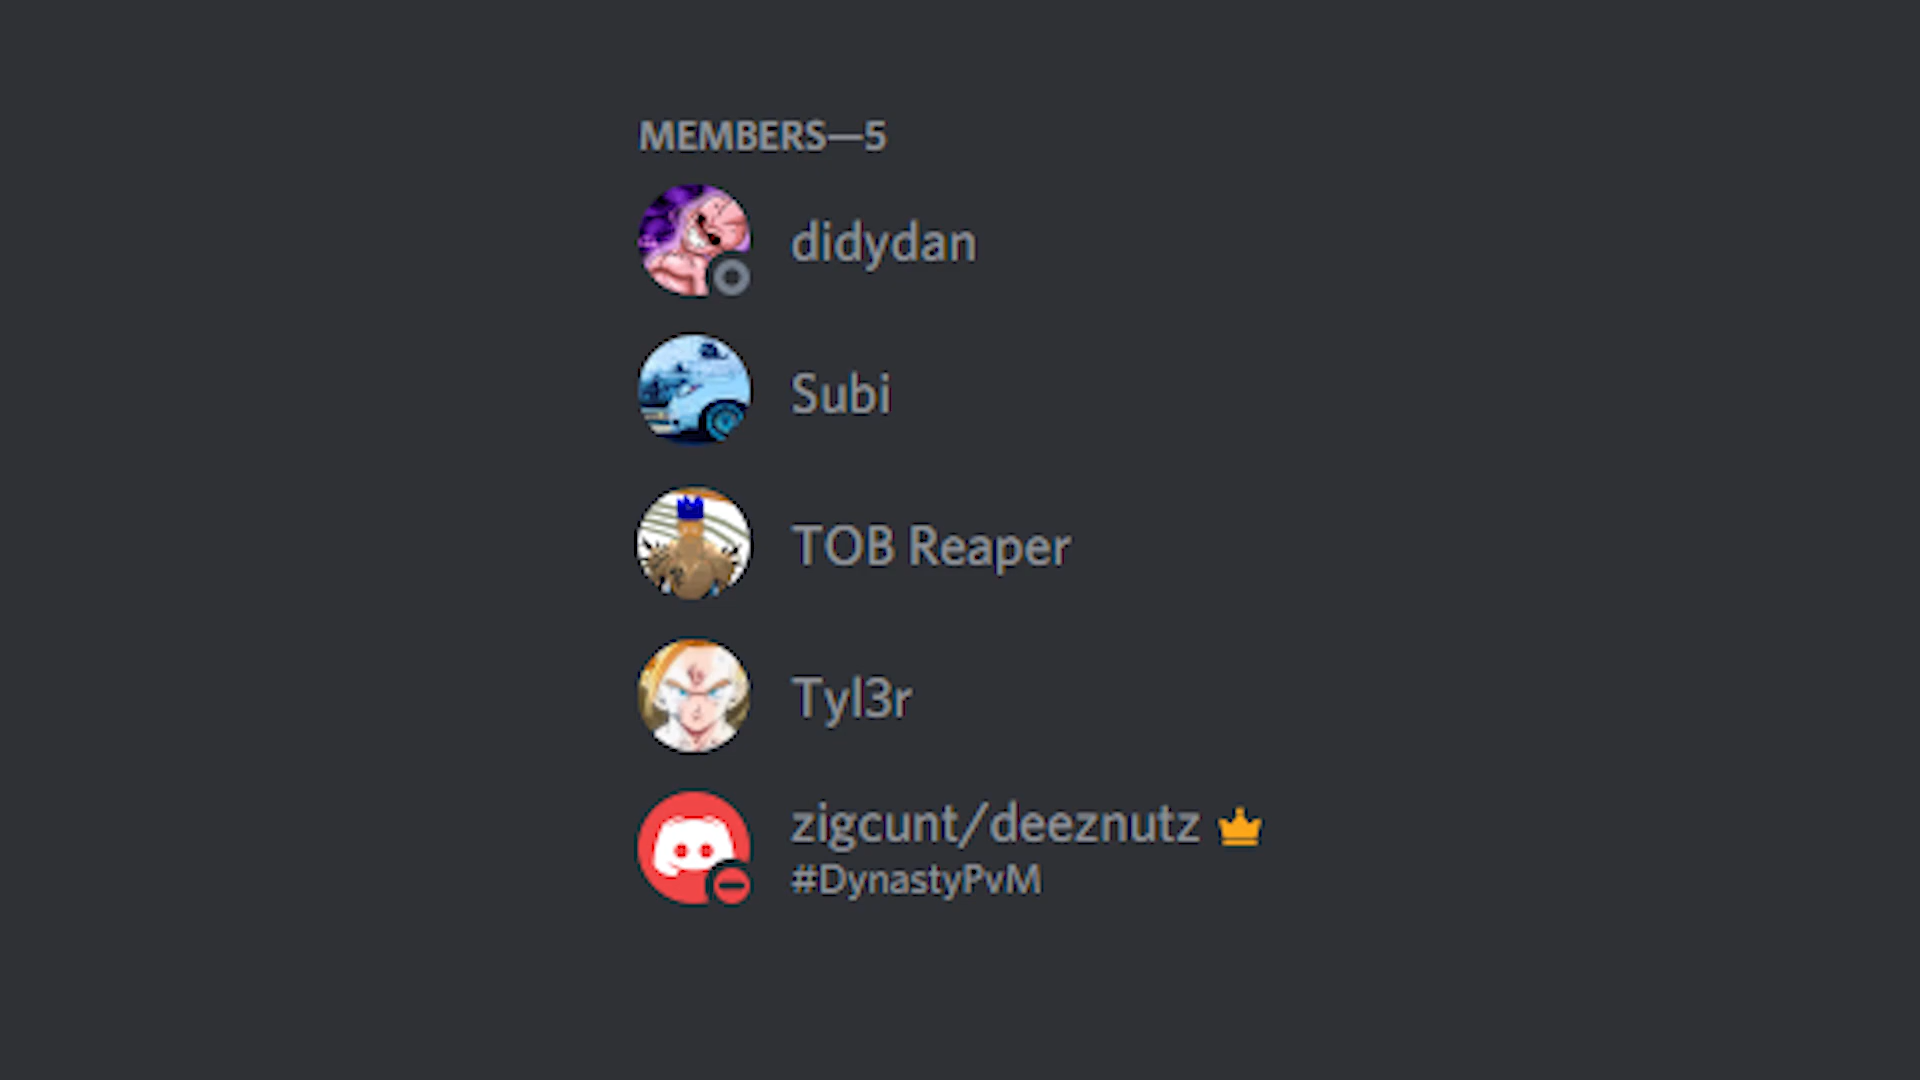 MEMBERS—5
didydan
Subi
TOB Reaper
Tyl3r
zigcunt/deeznutz
#DynastyPvM